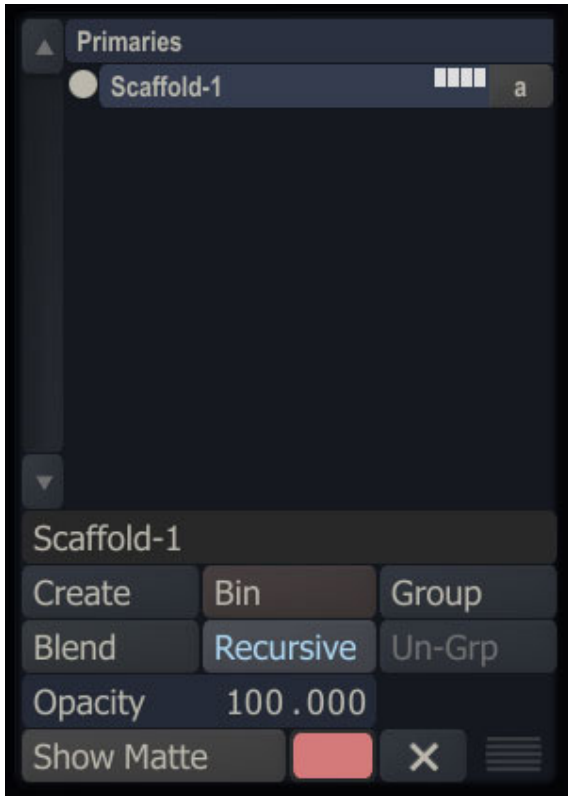 Primaries
Scaffold-1 a
Scaffold-1
Create Bin Group
Blend Recursive Un-Grp
Opacity 100.000
Show Matte